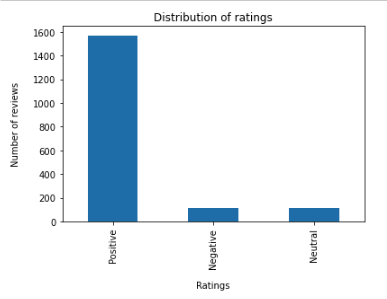 Distribution of ratings
1600
1400
1200
1000
800
600
400
200
0
Number of reviews
Positive
Negative
Neutral
Ratings